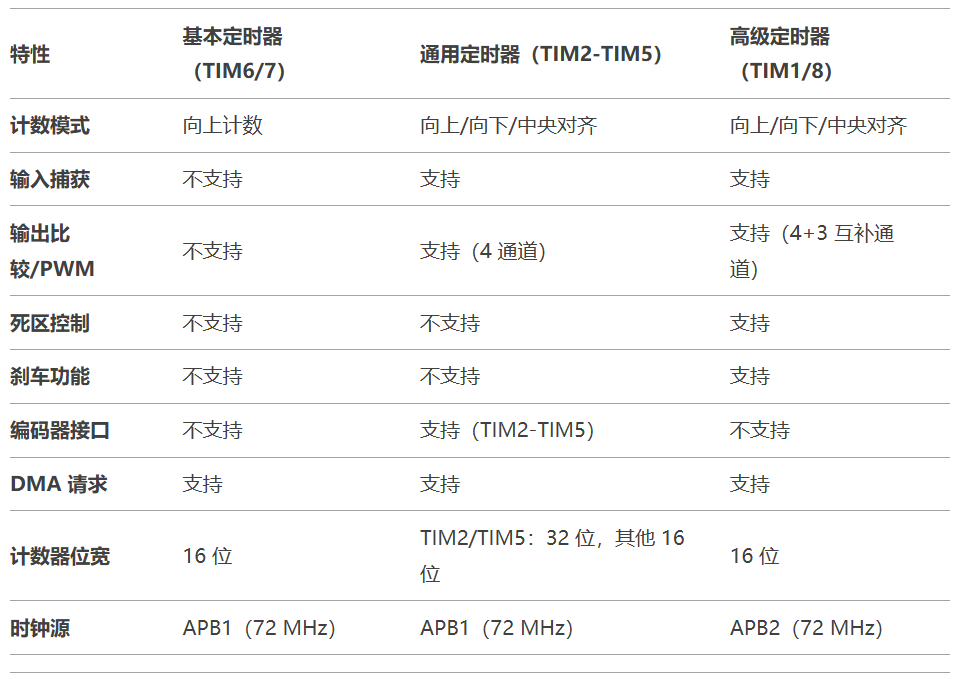 特性 基本定时器（TIM6/7） 通用定时器（TIM2-TIM5） 高级定时器（TIM1/8）
计数模式 向上计数 向上/向下/中央对齐 向上/向下/中央对齐
输入捕获 不支持 支持 支持
输出比较/PWM 不支持 支持（4 通道） 支持（4+3 互补通道）
死区控制 不支持 不支持 支持
刹车功能 不支持 不支持 支持
编码器接口 不支持 支持（TIM2-TIM5） 不支持
DMA 请求 支持 支持 支持
计数器位宽 16 位 TIM2/TIM5：32 位，其他 16 位 16 位
时钟源 APB1（72 MHz） APB1（72 MHz） APB2（72 MHz）